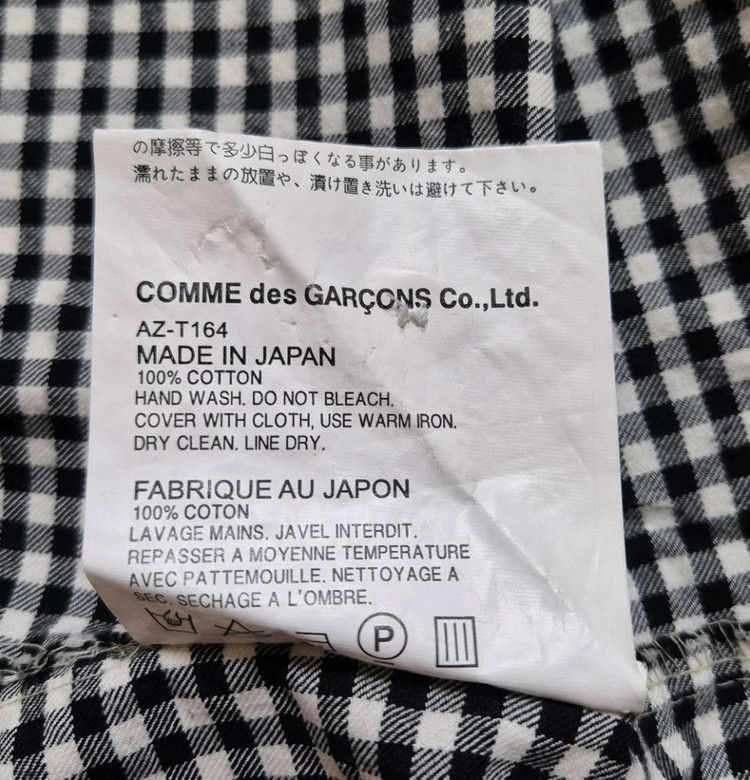 の摩擦等で多少白っぽくなる事があります。
濡れたままの放置や、漬け置き洗いは避けて下さい。
COMME des GARÇONS Co.,Ltd.
AZ-T164
MADE IN JAPAN
100% COTTON
HAND WASH. DO NOT BLEACH.
COVER WITH CLOTH, USE WARM IRON.
DRY CLEAN. LINE DRY.
FABRIQUE AU JAPON
100% COTON
LAVAGE MAINS. JAVEL INTERDIT.
REPASSER A MOYENNE TEMPERATURE
AVEC PATTEMOUILLE. NETTOYAGE A
SEC. SECHAGE A L'OMBRE.
P